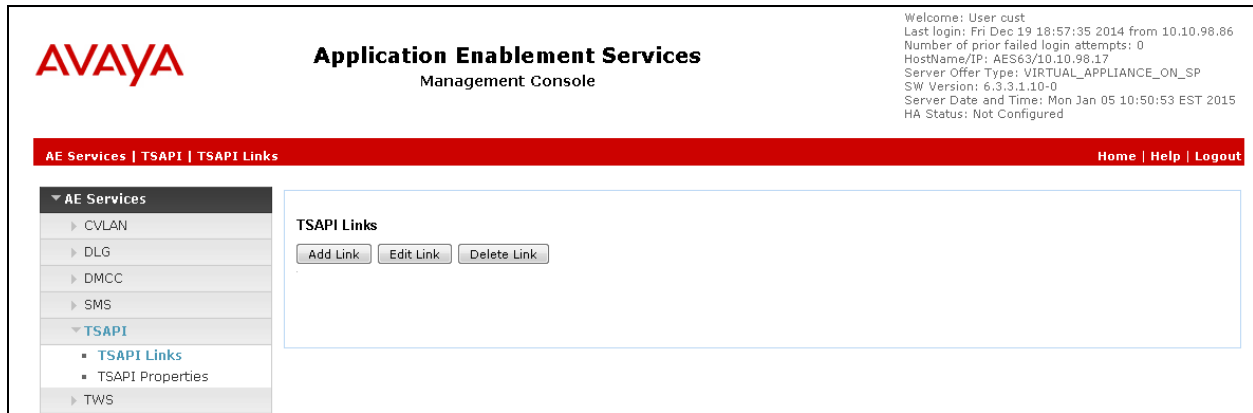 AVAYA
Application Enablement Services
Management Console
Welcome: User cust
Last login: Fri Dec 19 18:57:35 2014 from 10.10.98.86
Number of prior failed login attempts: 0
HostName/IP: AES63/10.10.98.17
Server Offer Type: VIRTUAL_APPLIANCE_ON_SP
SW Version: 6.3.3.1.10-0
Server Date and Time: Mon Jan 05 10:50:53 EST 2015
HA Status: Not Configured
AE Services | TSAPI | TSAPI Links
Home | Help | Logout
AE Services
CVLAN
DLG
DMCC
SMS
TSAPI
TSAPI Links
TSAPI Properties
TWS
TSAPI Links
Add Link Edit Link Delete Link